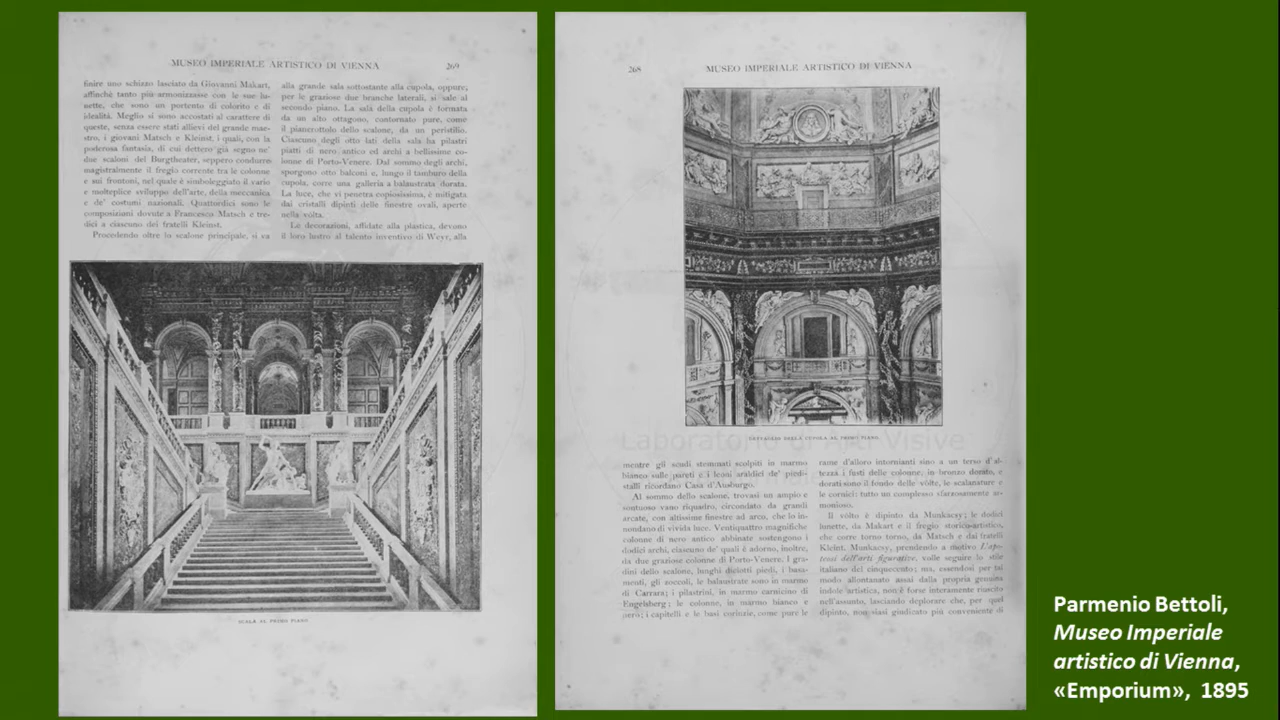 MUSEO IMPERIALE ARTISTICO DI VIENNA 269
finire uno schizzo lasciato da Giovanni Makart,
affinchè tanto più armonizzasse con le sue lu-
nette, che sono un portento di colorito e di
idealità. Meglio si sono accostati al carattere di
queste, senza essere stati allievi del grande mae-
stro, i giovani Matsch e Kleinst, i quali, con la
poderosa fantasia, di cui dettero già segno ne'
due scaloni del Burgtheater, seppero condurre
magistralmente il fregio corrente tra le colonne
e sui frontoni, nel quale è simboleggiato il vario
e molteplice sviluppo dell'arte, della meccanica
e de' costumi nazionali. Quattordici sono le
composizioni dovute a Francesco Matsch e tre-
dici a ciascuno dei fratelli Kleinst.
Procedendo oltre lo scalone principale, si va
alla grande sala sottostante alla cupola, oppure,
per le graziose due branche laterali, si sale al
secondo piano. La sala della cupola è formata
da un alto ottagono, contornato pure, come
il pianerottolo dello scalone, da un peristilio.
Ciascuno degli otto lati della sala ha pilastri
piatti di nero antico ed archi a bellissime co-
lonne di Porto-Venere. Dal sommo degli archi,
sporgono otto balconi e, lungo il tamburo della
cupola, corre una galleria a balaustrata dorata.
La luce, che vi penetra copiosissima, è mitigata
dai cristalli dipinti delle finestre ovali, aperte
nella vòlta.
Le decorazioni, affidate alla plastica, devono
il loro lustro al talento inventivo di Weyr, alla
SCALA AL PRIMO PIANO.
268 MUSEO IMPERIALE ARTISTICO DI VIENNA
DETTAGLIO DELLA CUPOLA AL PRIMO PIANO.
Laboratorio di Arti Visive
mentre gli scudi stemmati scolpiti in marmo
bianco sulle pareti e i leoni araldici de' piedi-
stalli ricordano Casa d'Ausburgo.
Al sommo dello scalone, trovasi un ampio e
sontuoso vano riquadro, circondato da grandi
arcate, con altissime finestre ad arco, che lo in-
nondano di vivida luce. Ventiquattro magnifiche
colonne di nero antico abbinate sostengono i
dodici archi, ciascuno de' quali è adorno, inoltre,
da due graziose colonne di Porto-Venere. I gra-
dini dello scalone, lunghi diciotti piedi, i basa-
menti, gli zoccoli, le balaustrate sono in marmo
di Carrara; i pilastrini, in marmo carnicino di
Engelsberg; le colonne, in marmo bianco e
nero; i capitelli e le basi corinzie, come pure le
rame d'alloro intornianti sino a un terzo d'al-
tezza i fusti delle colonne, in bronzo dorato, e
dorati sono il fondo delle vòlte, le scalanature e
le cornici: tutto un complesso sfarzosamente ar-
monioso.
Il vòlto è dipinto da Munkacsy; le dodici
lunette, da Makart e il fregio storico-artistico,
che corre torno torno, da Matsch e dai fratelli
Kleint. Munkacsy, prendendo a motivo L'apo-
teosi dell'arte figurative, volle seguire lo stile
italiano del cinquecento; ma, essendosi per tal
modo allontanato assai dalla propria genuina
indole artistica, non è forse interamente riuscito
nell'assunto, lasciando deplorare che, per quel
dipinto, non siasi giudicato più conveniente di
Parmenio Bettoli,
Museo Imperiale
artistico di Vienna,
«Emporium», 1895